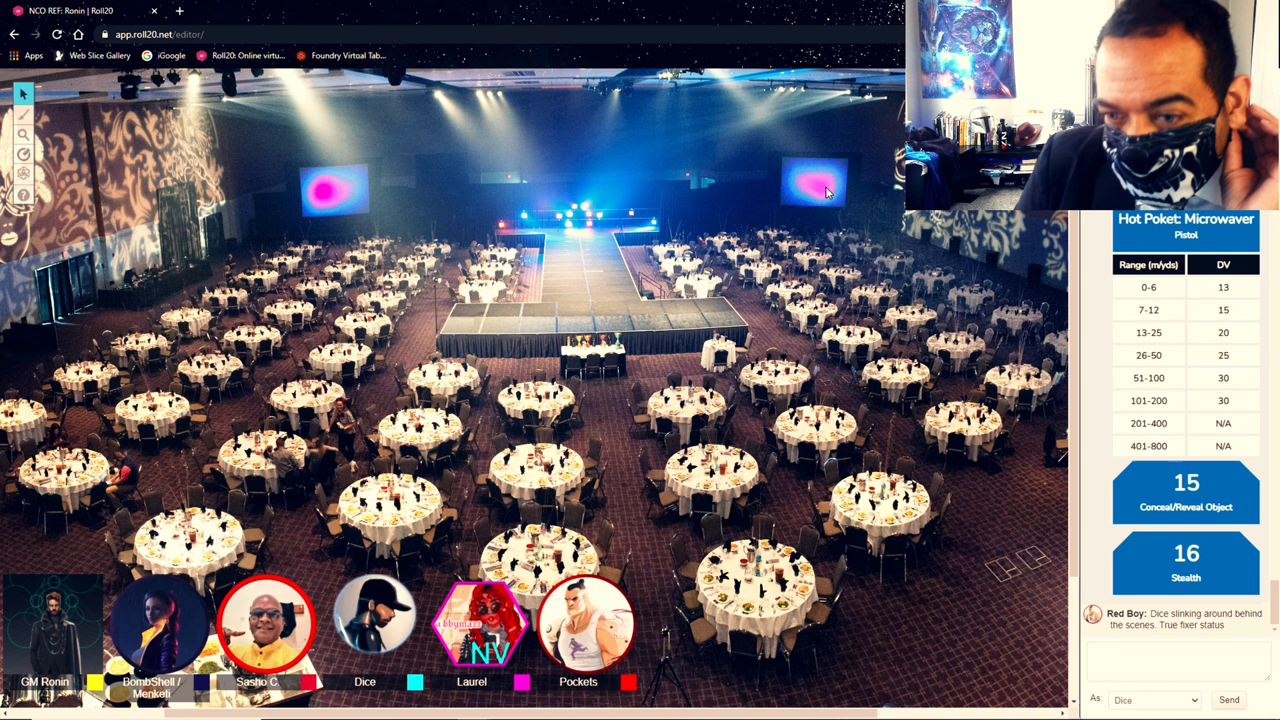 NCO REF: Ronin | Roll20
app.roll20.net/editor/
Apps
Web Slice Gallery
iGoogle
Roll20: Online virtu...
Foundry Virtual Tab...
N7
Hot Poket: Microwaver
Pistol
Range (m/yds) DV
0-6 13
7-12 15
13-25 20
26-50 25
51-100 30
101-200 30
201-400 N/A
401-800 N/A
15
Conceal/Reveal Object
16
Stealth
Red Boy: Dice slinking around behind
the scenes. True fixer status
As: Dice Send
NV
GM Ronin
BombShell /
Menketi
Sasho C.
Dice
Laurel
Pockets